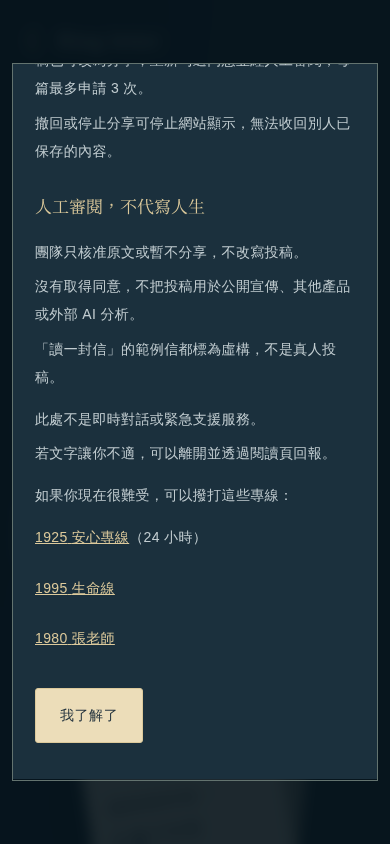 篇最多申請 3 次。
撤回或停止分享可停止網站顯示，無法收回別人已
保存的內容。
人工審閱，不代寫人生
團隊只核准原文或暫不分享，不改寫投稿。
沒有取得同意，不把投稿用於公開宣傳、其他產品
或外部 AI 分析。
「讀一封信」的範例信都標為虛構，不是真人投
稿。
此處不是即時對話或緊急支援服務。
若文字讓你不適，可以離開並透過閱讀頁回報。
如果你現在很難受，可以撥打這些專線：
1925 安心專線（24 小時）
1995 生命線
1980 張老師
我了解了